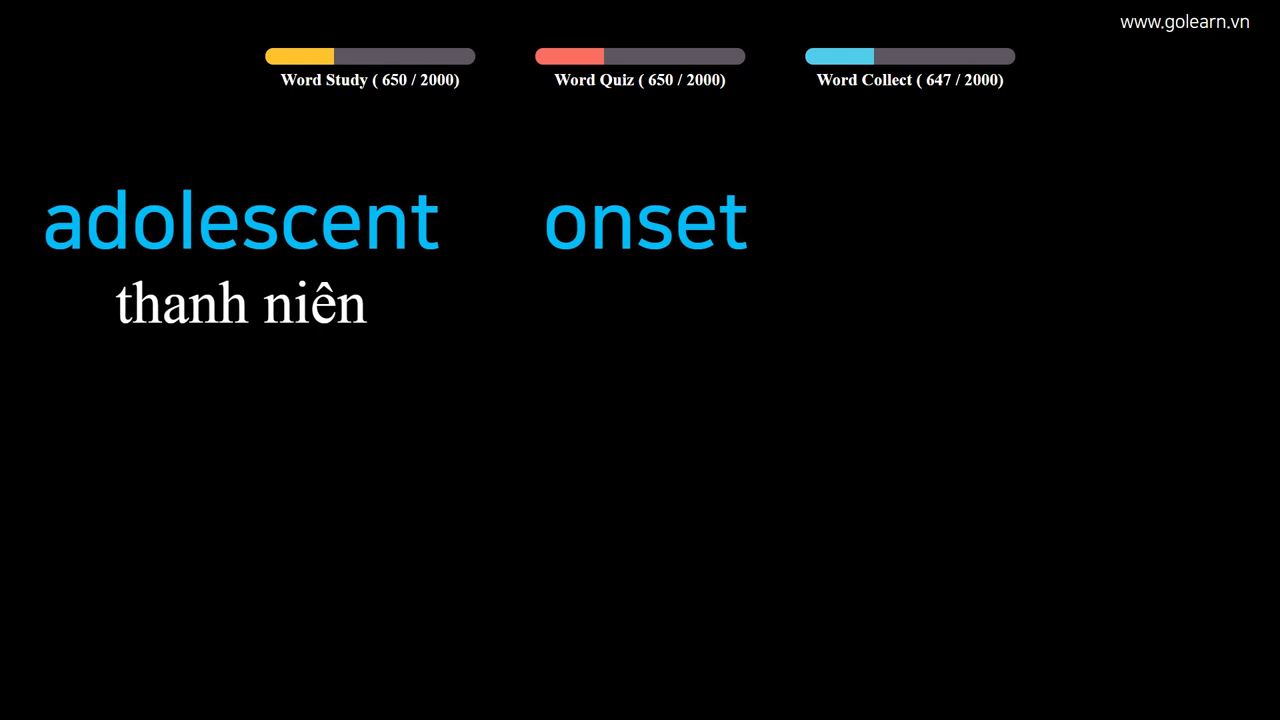 www.golearn.vn
Word Study ( 650 / 2000)
Word Quiz ( 650 / 2000)
Word Collect ( 647 / 2000)
adolescent
onset
thanh niên